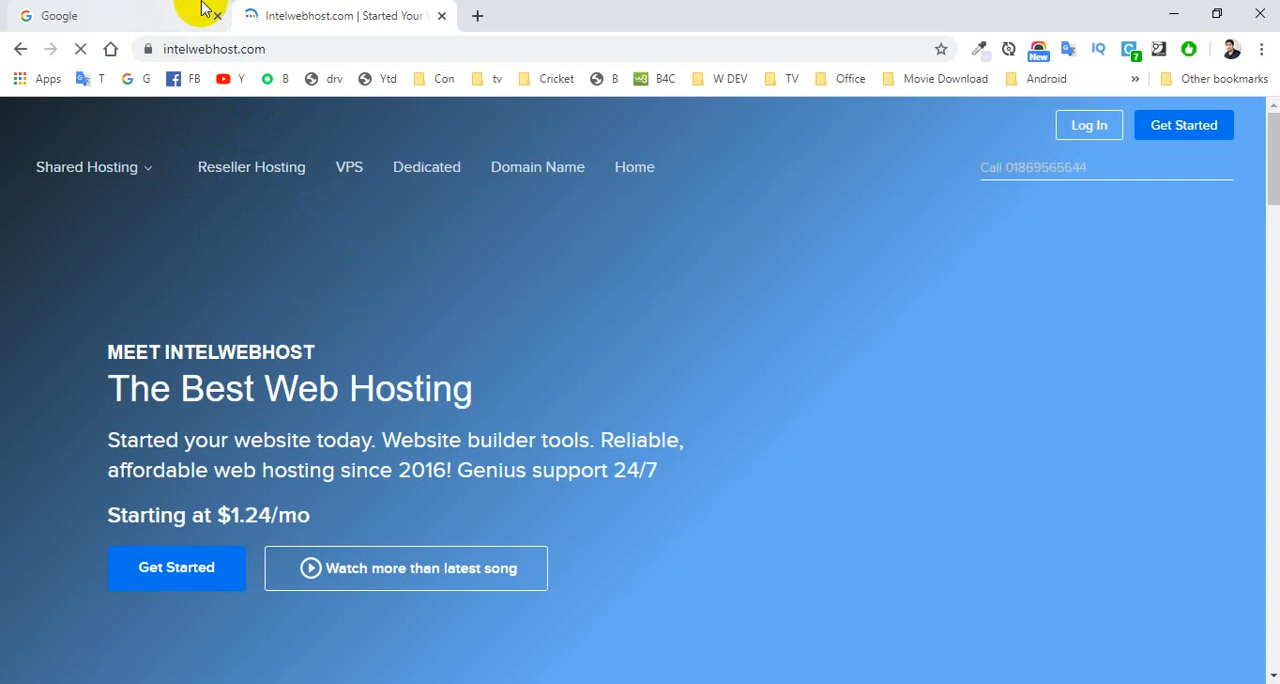 Google
Intelwebhost.com | Started Your
intelwebhost.com
New
IQ
7
Apps T G FB Y B drv Ytd Con tv Cricket B B4C W DEV TV Office Movie Download Android » Other bookmarks
Log In Get Started
Shared Hosting Reseller Hosting VPS Dedicated Domain Name Home Call 01869565644
MEET INTELWEBHOST
The Best Web Hosting
Started your website today. Website builder tools. Reliable,
affordable web hosting since 2016! Genius support 24/7
Starting at $1.24/mo
Get Started Watch more than latest song